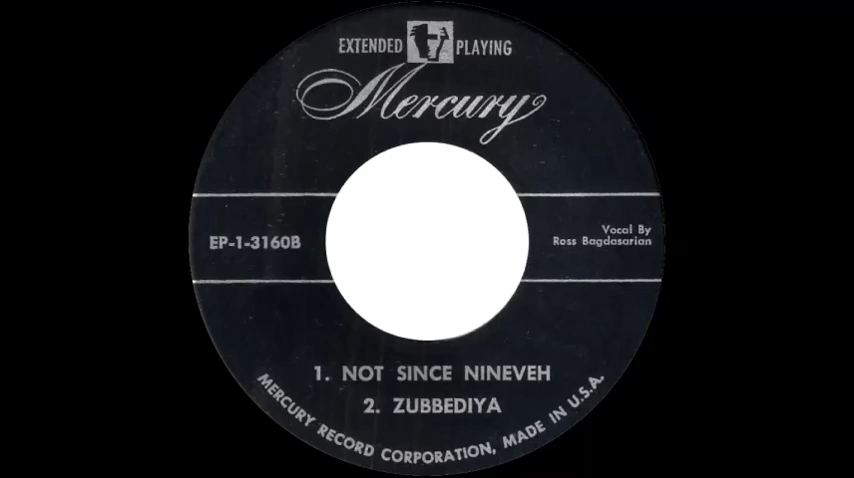 EXTENDED PLAYING
Mercury
EP-1-3160B
Vocal By
Ross Bagdasarian
1. NOT SINCE NINEVEH
2. ZUBBEDIYA
MERCURY RECORD CORPORATION, MADE IN U.S.A.